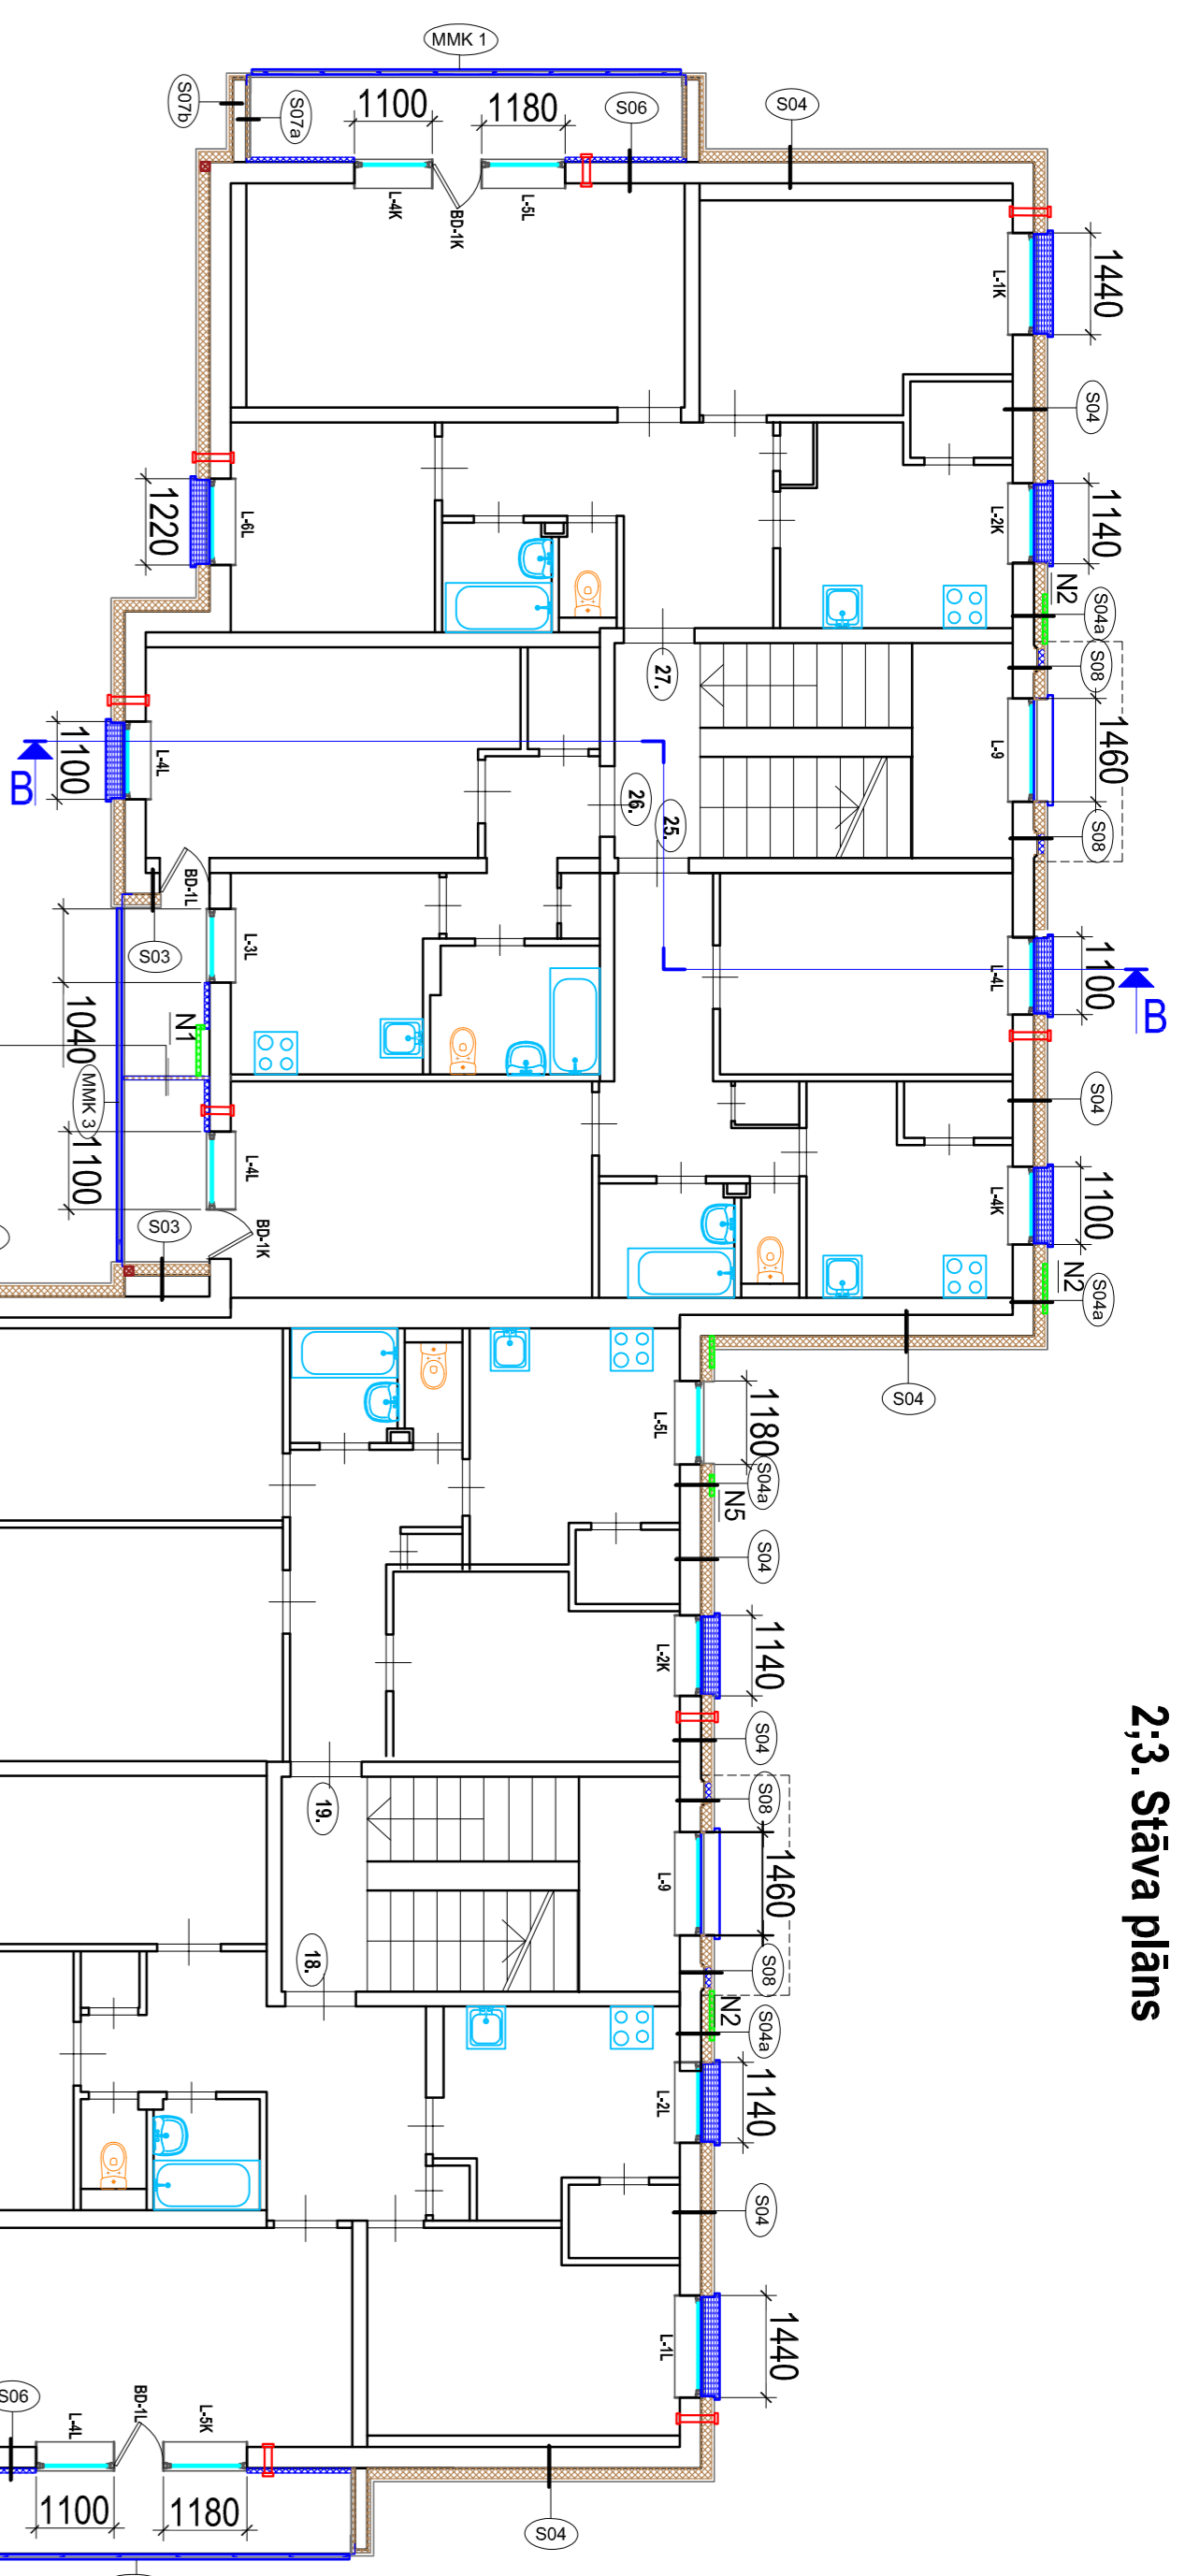 MMK 1
S07b
S07a
1100
1180
S06
S04
L-4K
BD-1K
L-5L
L-1K
1440
S04
1220
L-6L
L-2K
1140
N2
S04a
S08
27.
1460
L-9
B
1100
L-4L
26.
25.
S08
BD-1L
S03
L-3L
1040
N1
MMK 3
L-4L
1100
B
S04
1100
L-4L
BD-1K
S03
L-4K
1100
N2
S04a
S04
L-5L
1180
S04a
N5
S04
L-2K
1140
S04
S08
19.
L-9
1460
18.
S08
N2
S04a
L-2L
1140
S04
L-1L
1440
2;3. Stāva plāns
S06
L-4L
BD-1L
L-5K
1100
1180
S04